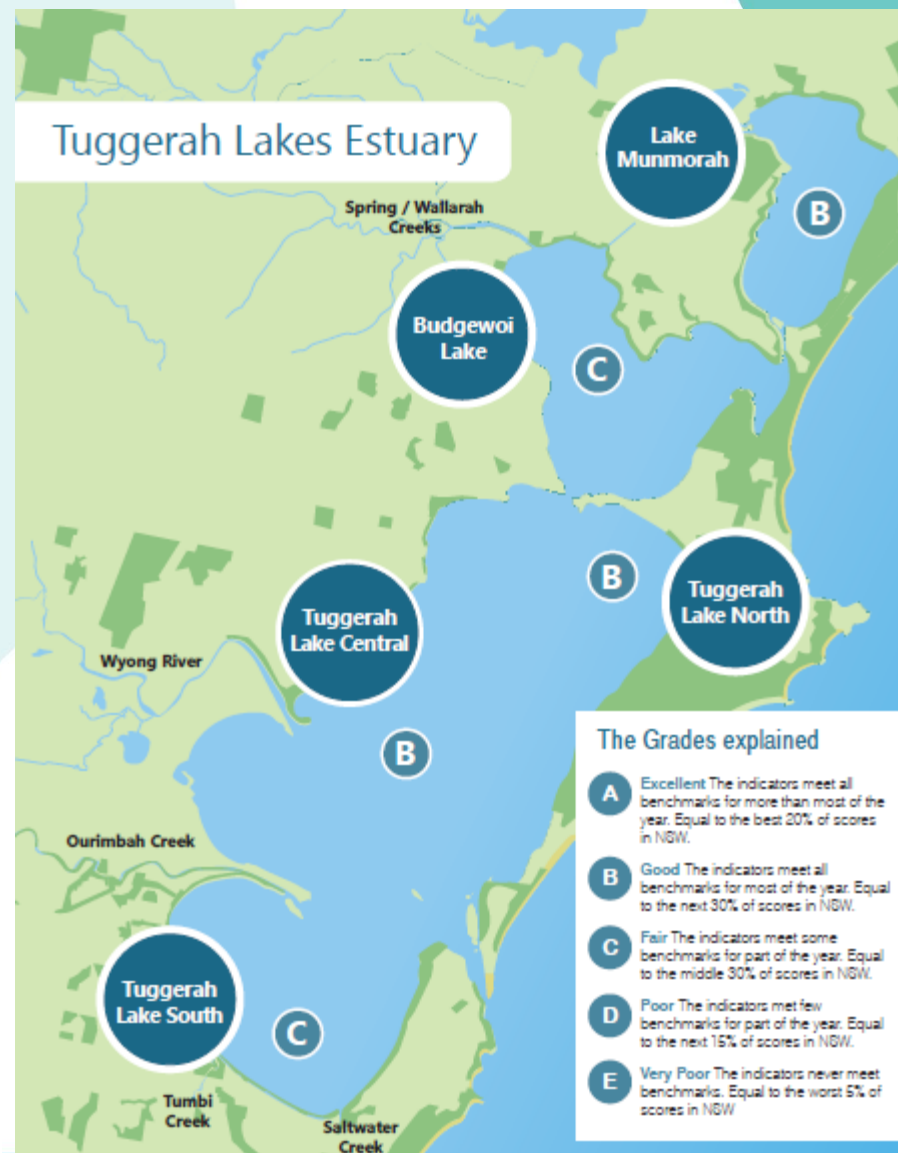 Tuggerah Lakes Estuary
Lake
Munmorah
B
Spring / Wallarah
Creeks
Budgewoi
Lake
C
B
Tuggerah
Lake North
Tuggerah
Lake Central
Wyong River
B
Ourimbah Creek
Tuggerah
Lake South
C
Tumbi
Creek
Saltwater
Creek
The Grades explained
A
Excellent The indicators meet all
benchmarks for more than most of the
year. Equal to the best 20% of scores
in NSW.
B
Good The indicators meet all
benchmarks for most of the year. Equal
to the next 30% of scores in NSW.
C
Fair The indicators meet some
benchmarks for part of the year. Equal
to the middle 30% of scores in NSW.
D
Poor The indicators met few
benchmarks for part of the year. Equal
to the next 15% of scores in NSW.
E
Very Poor The indicators never meet
benchmarks. Equal to the worst 5% of
scores in NSW